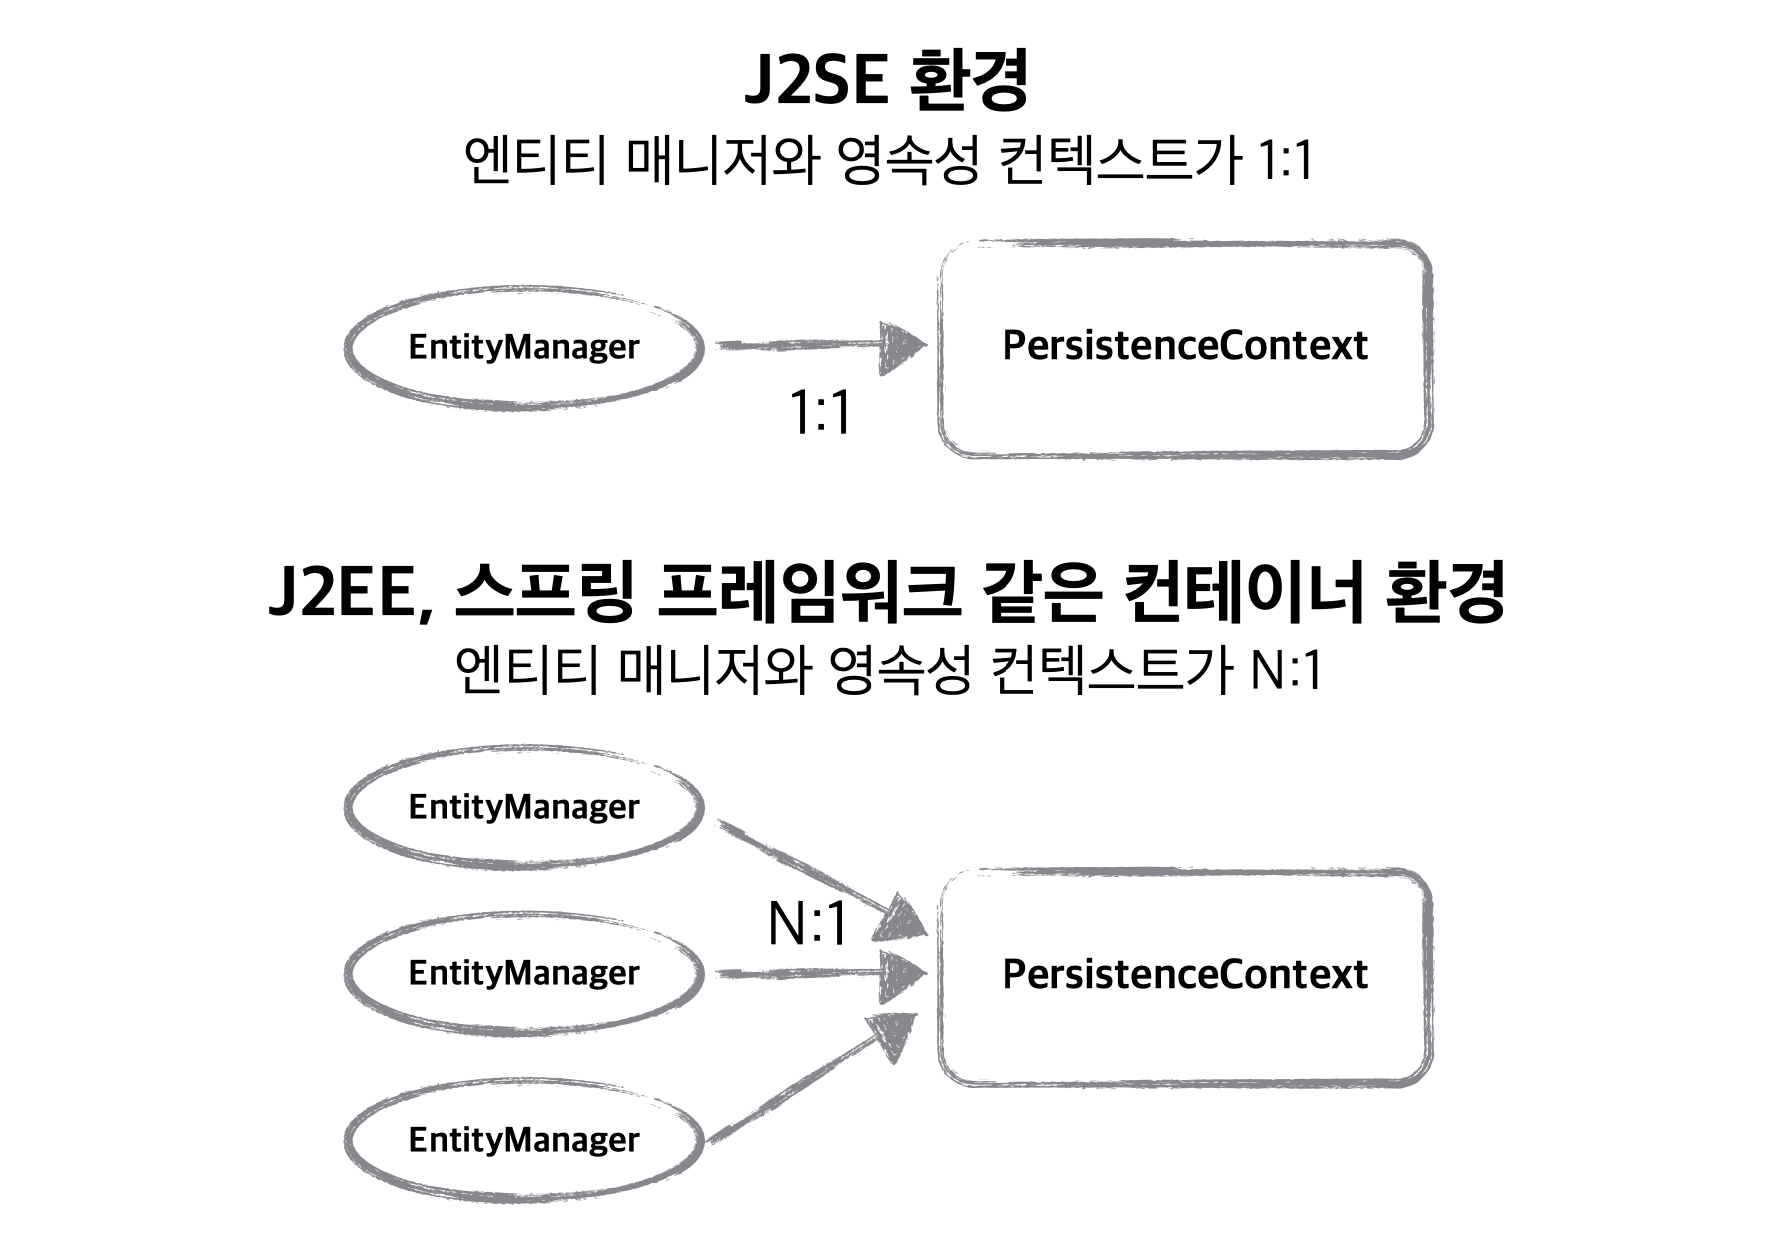 J2SE 환경
엔티티 매니저와 영속성 컨텍스트가 1:1
EntityManager
1:1
PersistenceContext
J2EE, 스프링 프레임워크 같은 컨테이너 환경
엔티티 매니저와 영속성 컨텍스트가 N:1
EntityManager
N:1
EntityManager
PersistenceContext
EntityManager